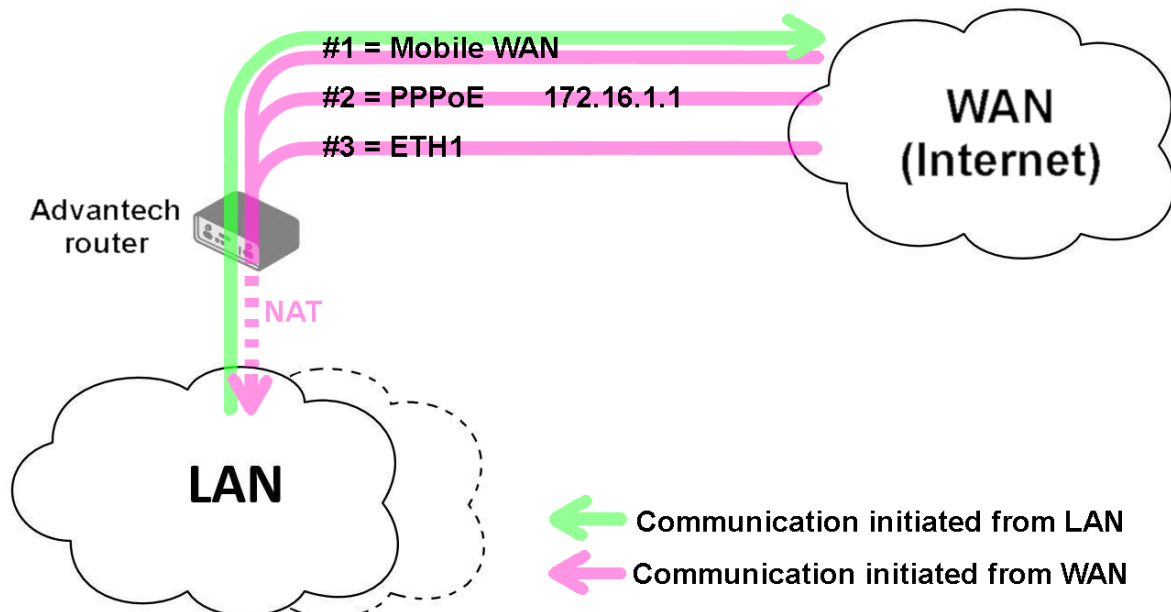 #1 = Mobile WAN
#2 = PPPoE 172.16.1.1
#3 = ETH1
WAN
(Internet)
Advantech
router
NAT
LAN
Communication initiated from LAN
Communication initiated from WAN